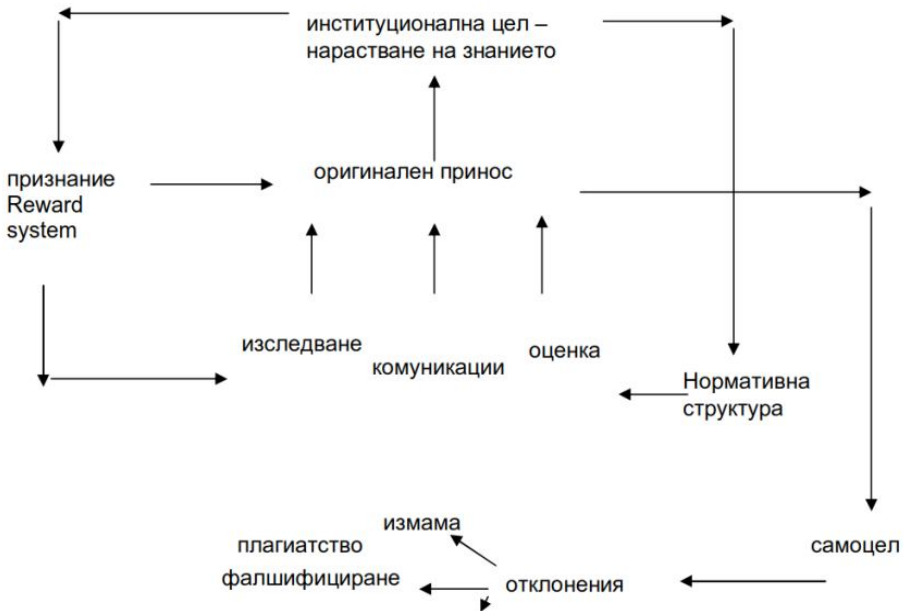 институционална цел –
нарастване на знанието
признание
Reward
system
оригинален принос
изследване
комуникации
оценка
Нормативна
структура
измама
плагиатство
фалшифициране
отклонения
самоцел